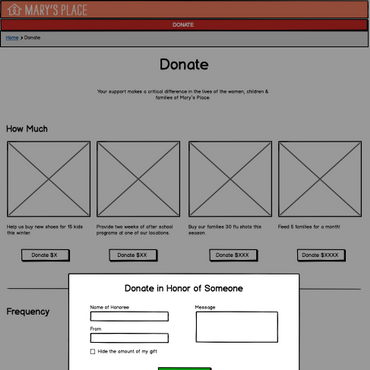 MARY'S PLACE
DONATE
Home > Donate
Donate
Your support makes a critical difference in the lives of the women, children &
families of Mary's Place.
How Much
Help us buy new shoes for 15 kids
this winter.
Provide two weeks of after school
programs at one of our locations.
Buy our families 30 flu shots this
season.
Feed 5 families for a month!
Donate $X
Donate $XX
Donate $XXX
Donate $XXXX
Donate in Honor of Someone
Frequency
Name of Honoree
Message
From
Hide the amount of my gift